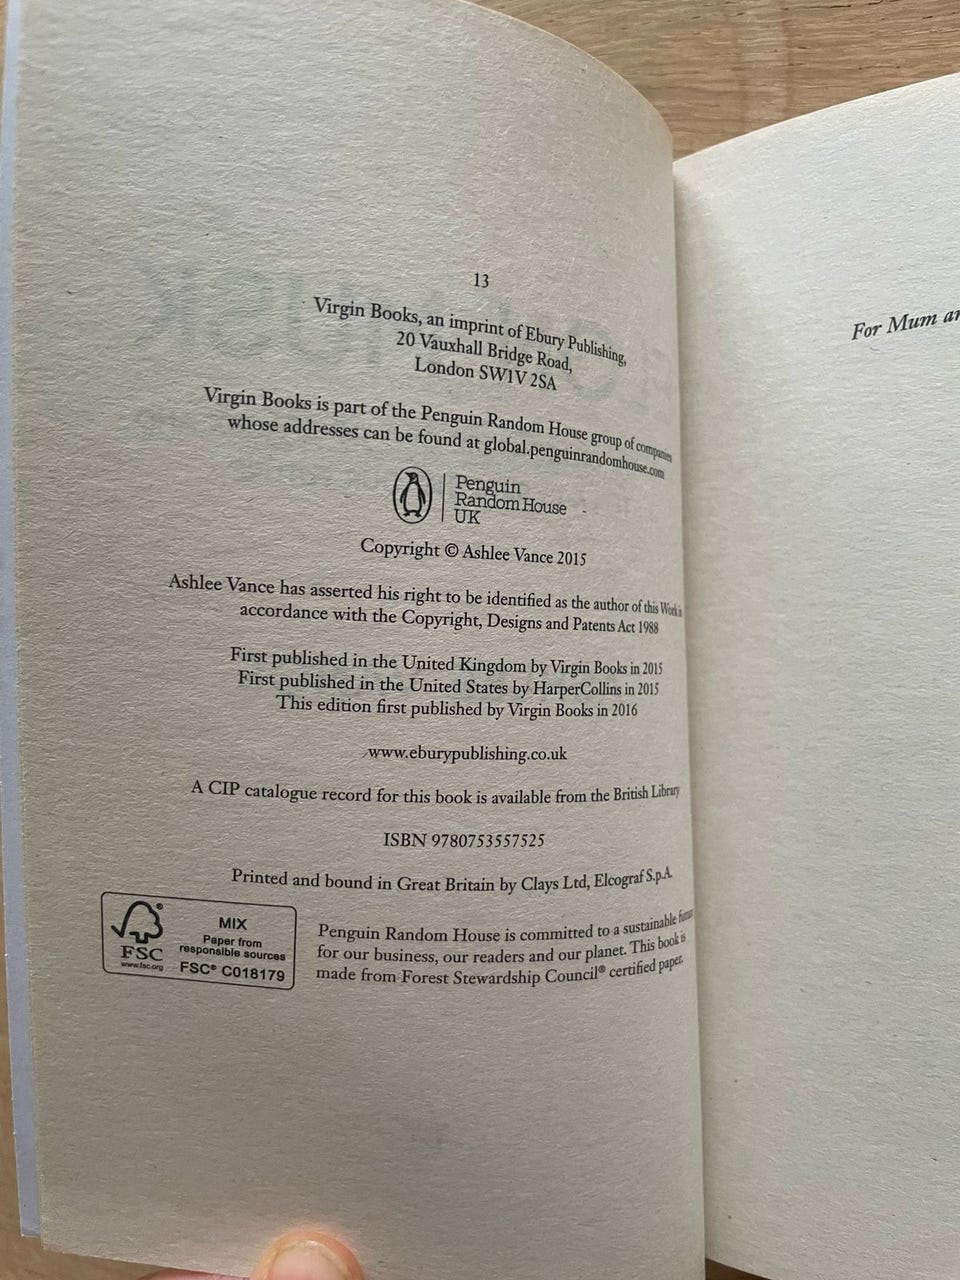 13
Virgin Books, an imprint of Ebury Publishing,
20 Vauxhall Bridge Road,
London SW1V 2SA
Virgin Books is part of the Penguin Random House group of companies
whose addresses can be found at global.penguinrandomhouse.com
Penguin
Random House
UK
Copyright © Ashlee Vance 2015
Ashlee Vance has asserted his right to be identified as the author of this Work in
accordance with the Copyright, Designs and Patents Act 1988
First published in the United Kingdom by Virgin Books in 2015
First published in the United States by HarperCollins in 2015
This edition first published by Virgin Books in 2016
www.eburypublishing.co.uk
A CIP catalogue record for this book is available from the British Library
ISBN 9780753557525
Printed and bound in Great Britain by Clays Ltd, Elcograf S.p.A.
FSC
www.fsc.org
MIX
Paper from
responsible sources
FSC® C018179
Penguin Random House is committed to a sustainable future
for our business, our readers and our planet. This book is
made from Forest Stewardship Council® certified paper.
For Mum